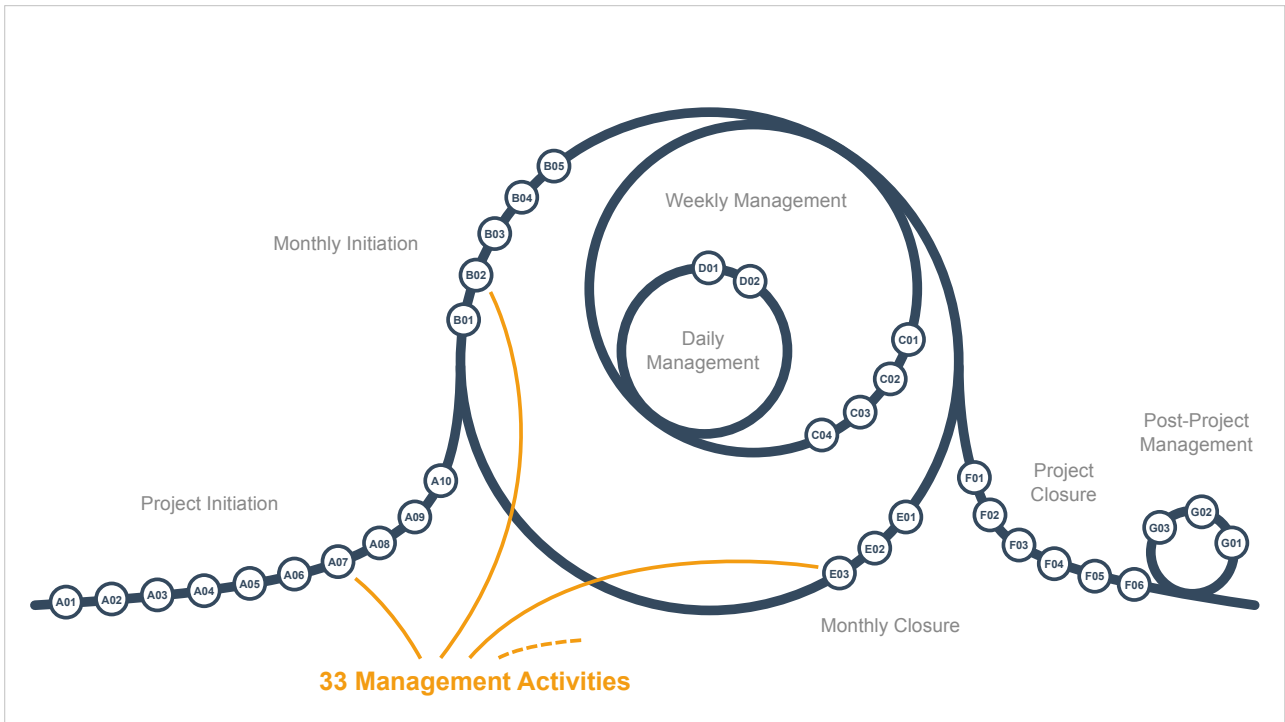 B05
B04
B03
B02
B01
Monthly Initiation
Weekly Management
D01
D02
Daily
Management
C01
C02
C03
C04
Project Initiation
A01
A02
A03
A04
A05
A06
A07
A08
A09
A10
E01
E02
E03
Monthly Closure
F01
F02
F03
F04
F05
F06
Project
Closure
Post-Project
Management
G03
G02
G01
33 Management Activities